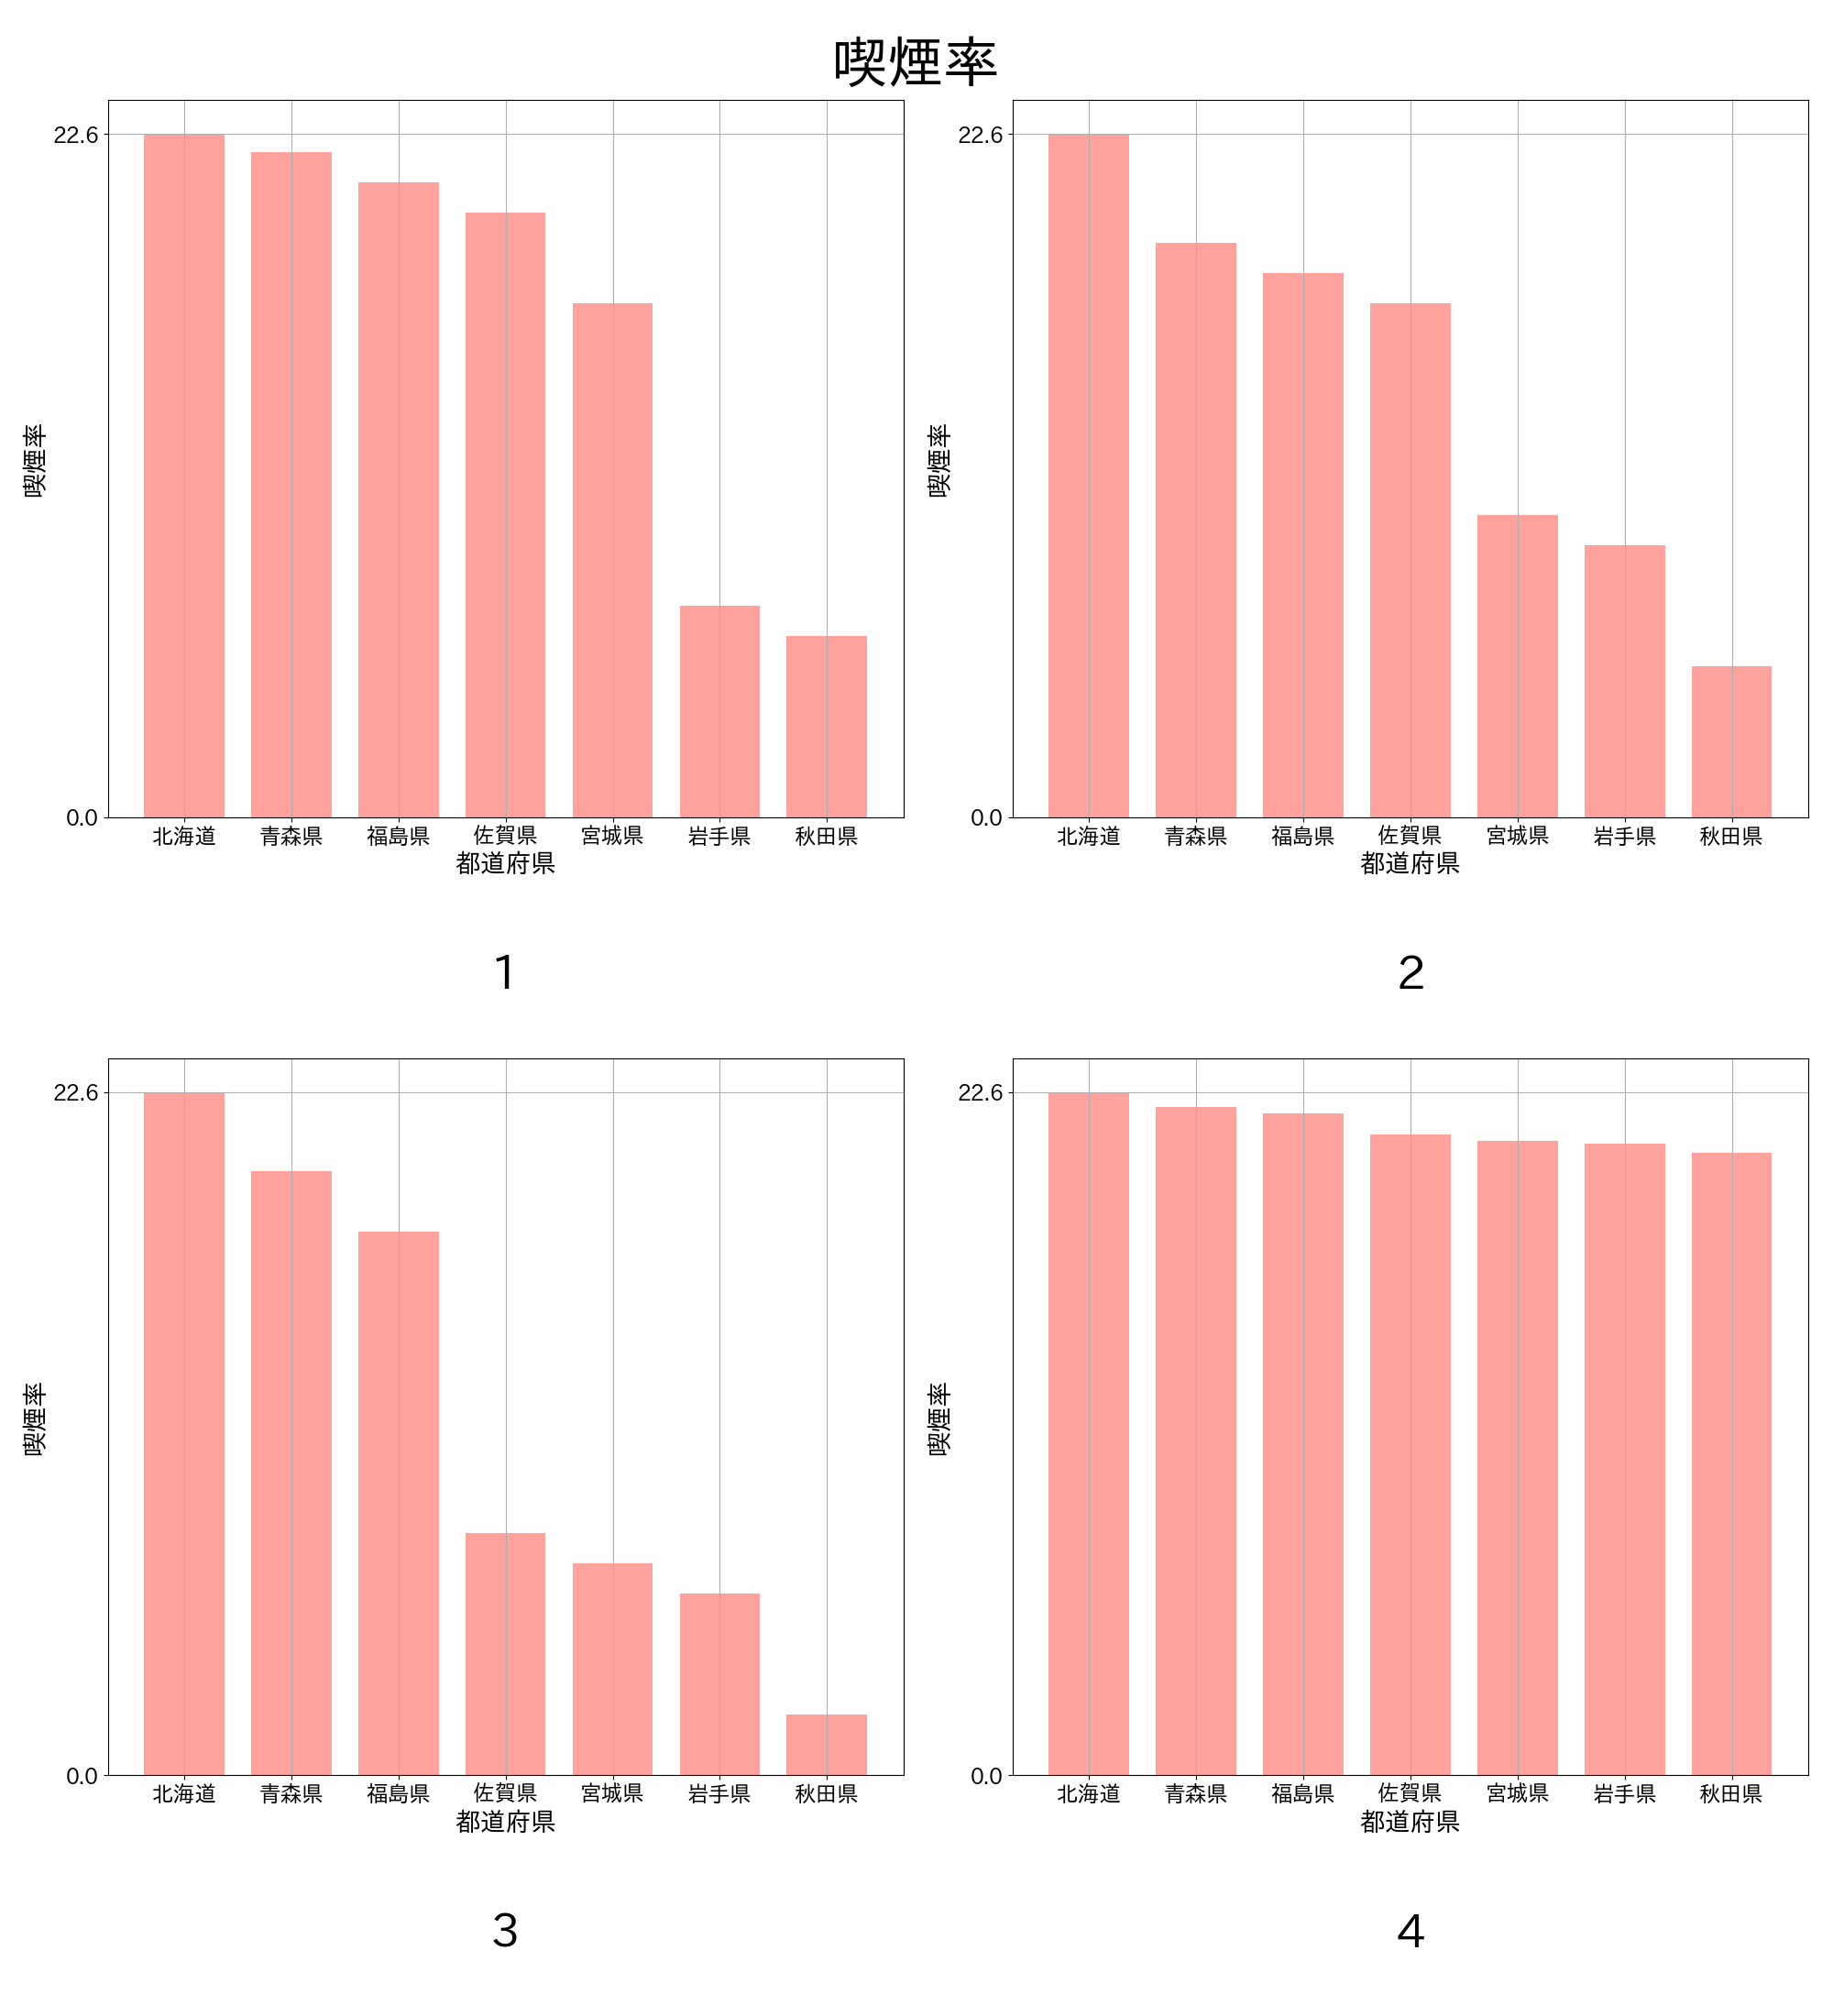 喫煙率
22.6
0.0
喫煙率
北海道 青森県 福島県 佐賀県 宮城県 岩手県 秋田県
都道府県
1
22.6
0.0
喫煙率
北海道 青森県 福島県 佐賀県 宮城県 岩手県 秋田県
都道府県
2
22.6
0.0
喫煙率
北海道 青森県 福島県 佐賀県 宮城県 岩手県 秋田県
都道府県
3
22.6
0.0
喫煙率
北海道 青森県 福島県 佐賀県 宮城県 岩手県 秋田県
都道府県
4